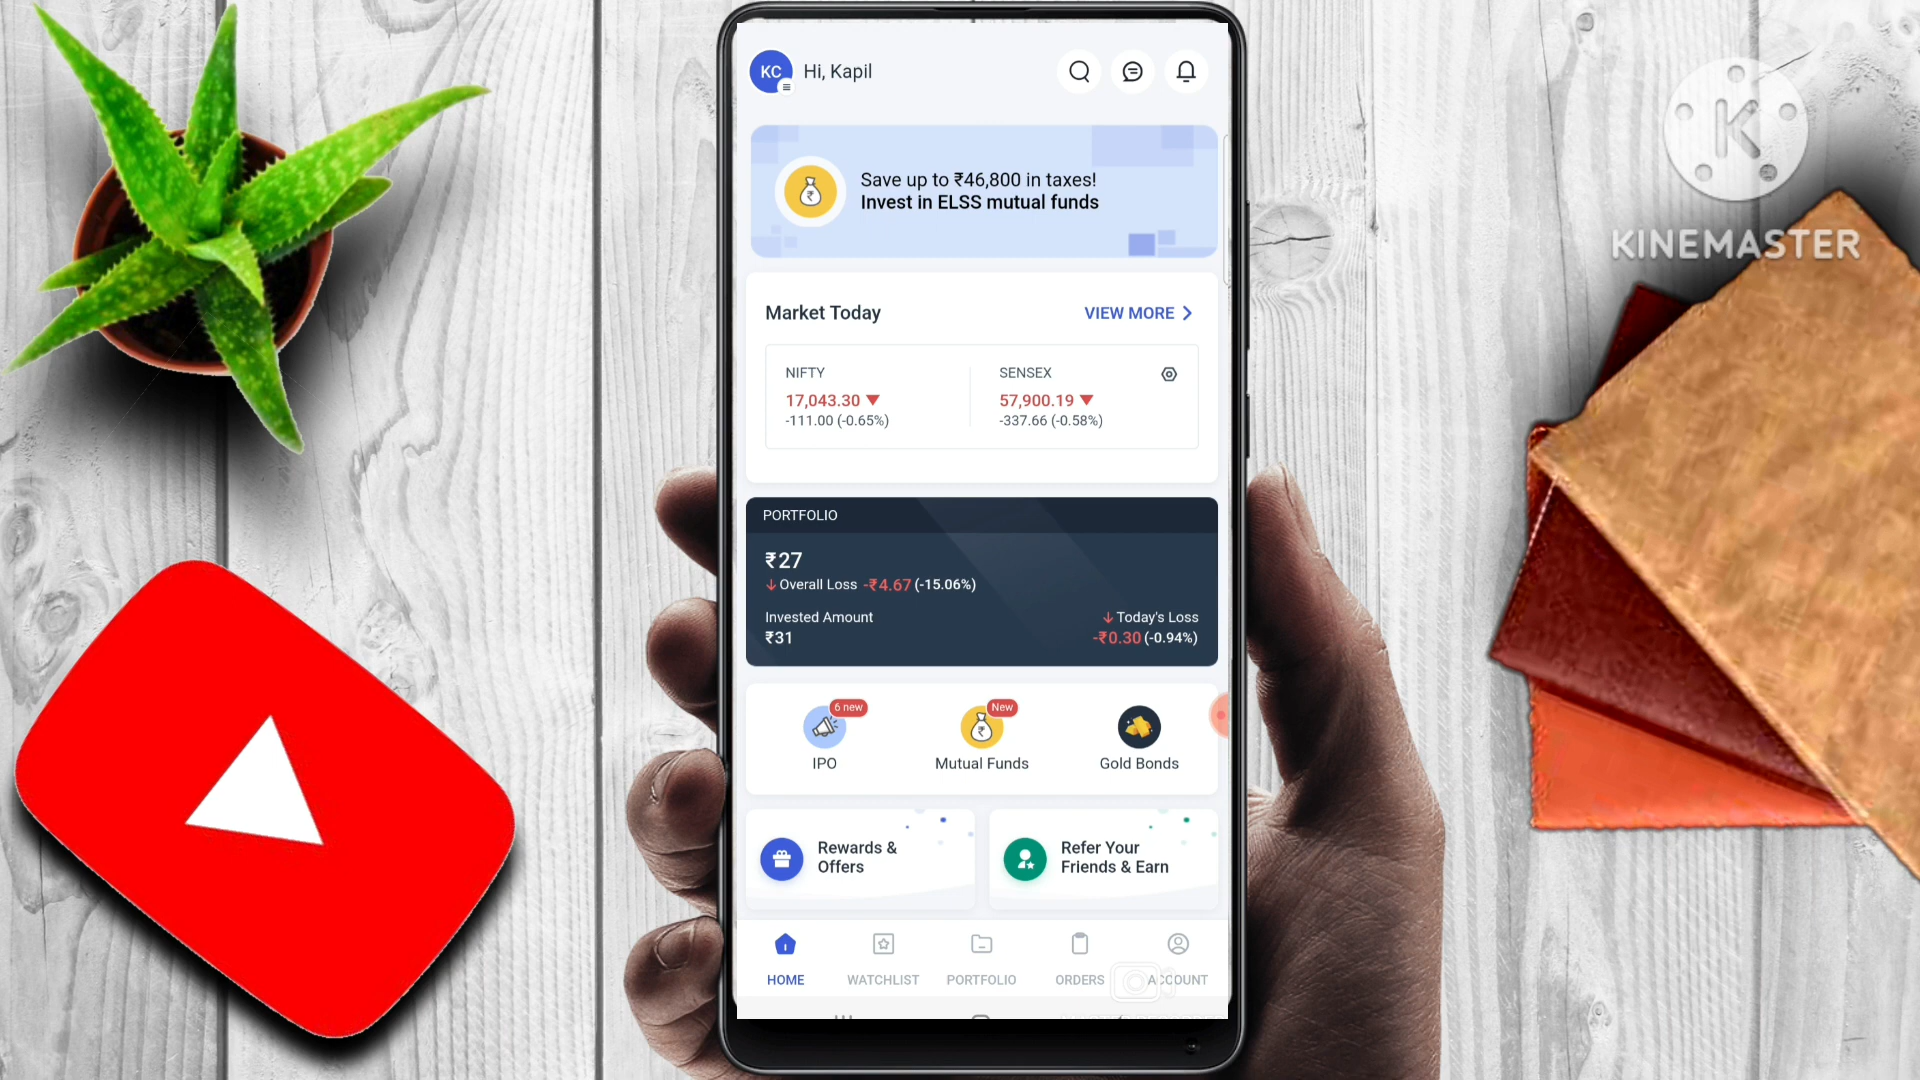 KC
Hi, Kapil
Save up to ₹46,800 in taxes!
Invest in ELSS mutual funds
Market Today
VIEW MORE
NIFTY
17,043.30
-111.00 (-0.65%)
SENSEX
57,900.19
-337.66 (-0.58%)
PORTFOLIO
₹27
Overall Loss -₹4.67 (-15.06%)
Invested Amount
₹31
Today's Loss
-₹0.30 (-0.94%)
6 new
IPO
New
Mutual Funds
Gold Bonds
Rewards &
Offers
Refer Your
Friends & Earn
HOME
WATCHLIST
PORTFOLIO
ORDERS
ACCOUNT
K
KINEMASTER